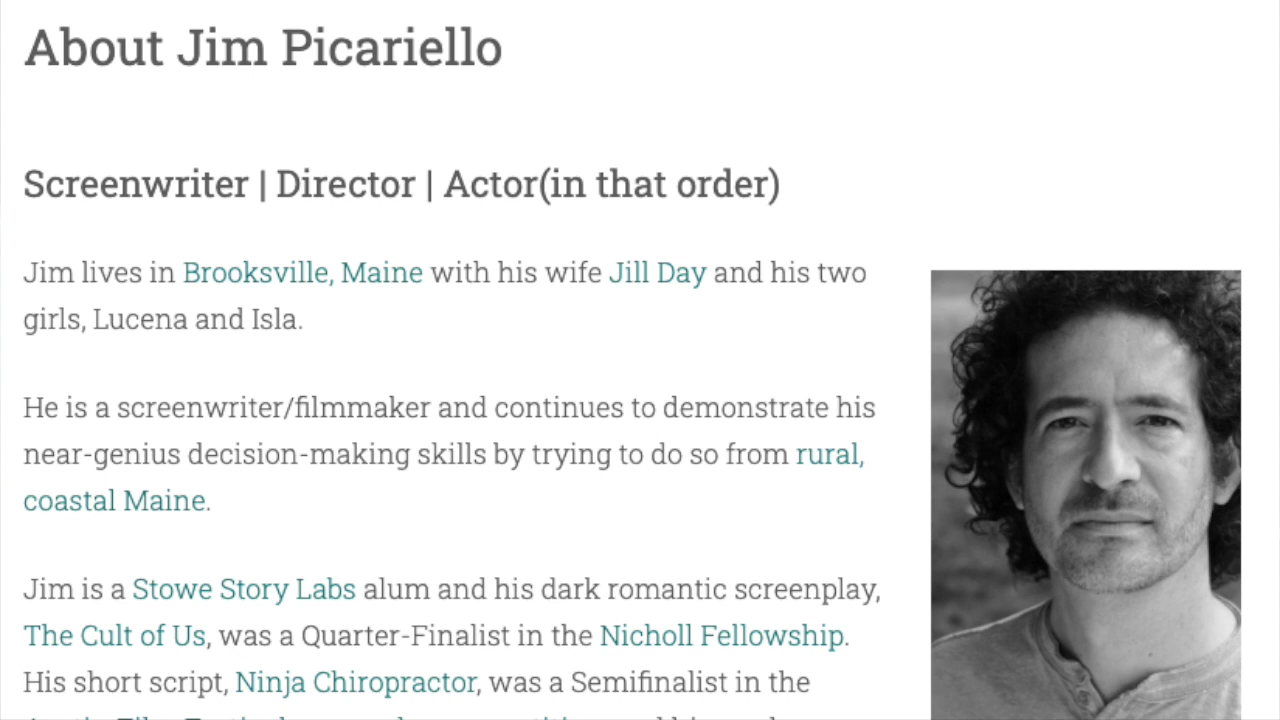 About Jim Picariello
Screenwriter | Director | Actor(in that order)
Jim lives in Brooksville, Maine with his wife Jill Day and his two
girls, Lucena and Isla.
He is a screenwriter/filmmaker and continues to demonstrate his
near-genius decision-making skills by trying to do so from rural,
coastal Maine.
Jim is a Stowe Story Labs alum and his dark romantic screenplay,
The Cult of Us, was a Quarter-Finalist in the Nicholl Fellowship.
His short script, Ninja Chiropractor, was a Semifinalist in the